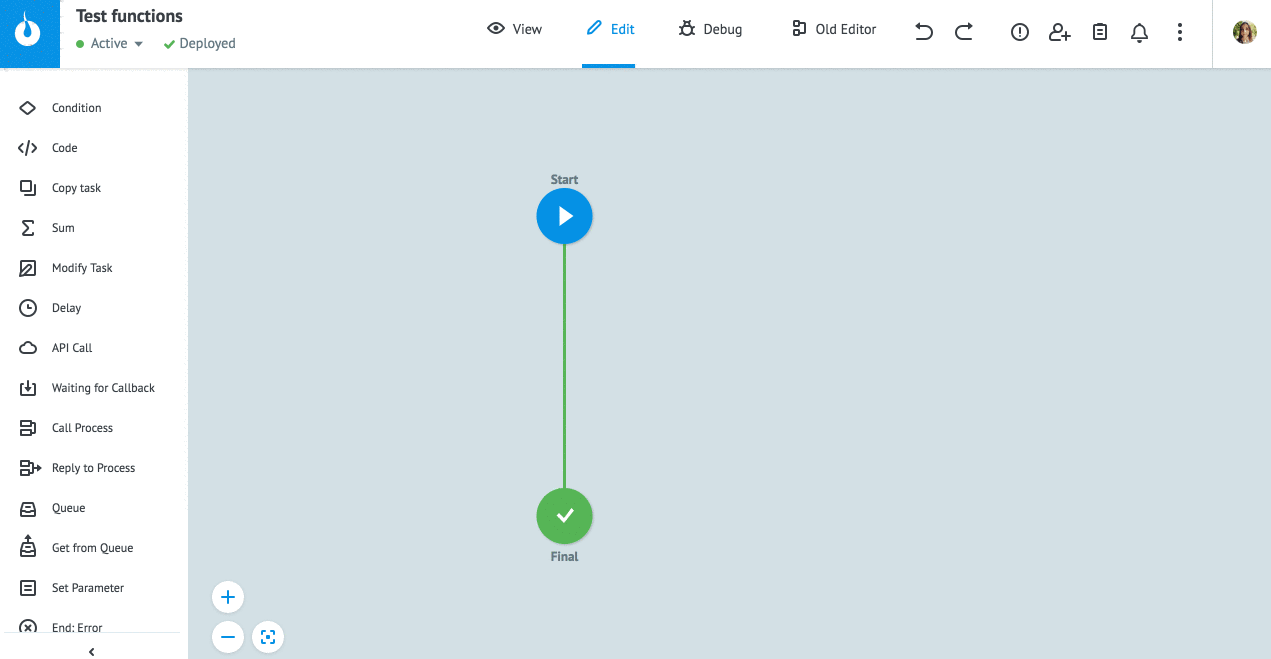 Test functions
Active
Deployed
View
Edit
Debug
Old Editor
Condition
Code
Copy task
Sum
Modify Task
Delay
API Call
Waiting for Callback
Call Process
Reply to Process
Queue
Get from Queue
Set Parameter
End: Error
Start
Final